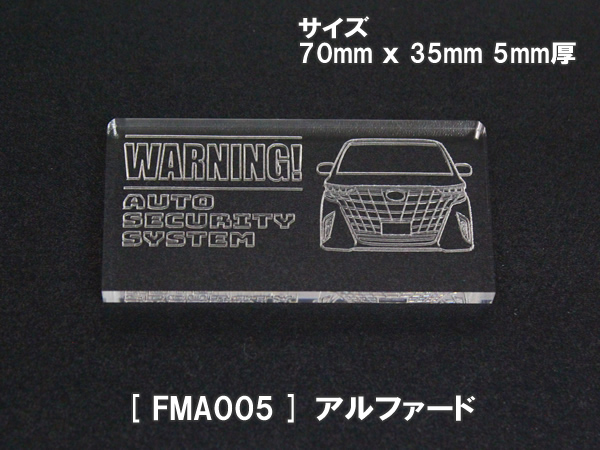 サイズ
70mm x 35mm 5mm厚
WARNING!
AUTO
SECURITY
SYSTEM
[ FMA005 ] アルファード